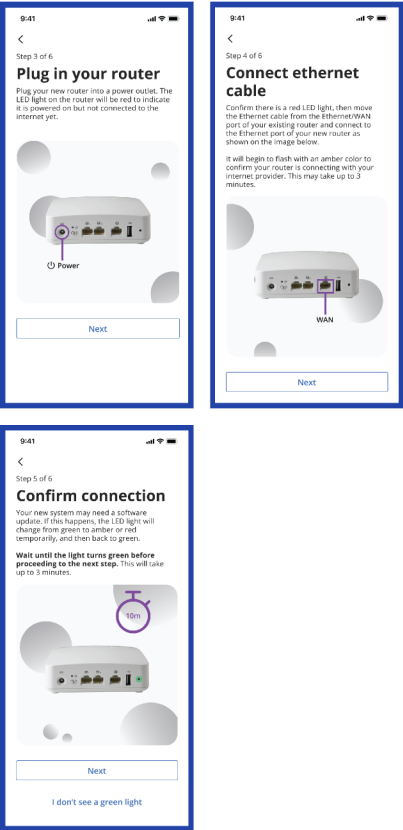 9:41
Step 3 of 6
Plug in your router
Plug your new router into a power outlet. The
LED light on the router will be red to indicate
it is powered on but not connected to the
internet yet.
Power
Next
9:41
Step 4 of 6
Connect ethernet
cable
Confirm there is a red LED light, then move
the Ethernet cable from the Ethernet/WAN
port of your existing router and connect to
the Ethernet port of your new router as
shown on the image below.
It will begin to flash with an amber color to
confirm your router is connecting with your
internet provider. This may take up to 3
minutes.
WAN
Next
9:41
Step 5 of 6
Confirm connection
Your new system may need a software
update. If this happens, the LED light will
change from green to amber or red
temporarily, and then back to green.
Wait until the light turns green before
proceeding to the next step. This will take
up to 3 minutes.
10m
Next
I don't see a green light